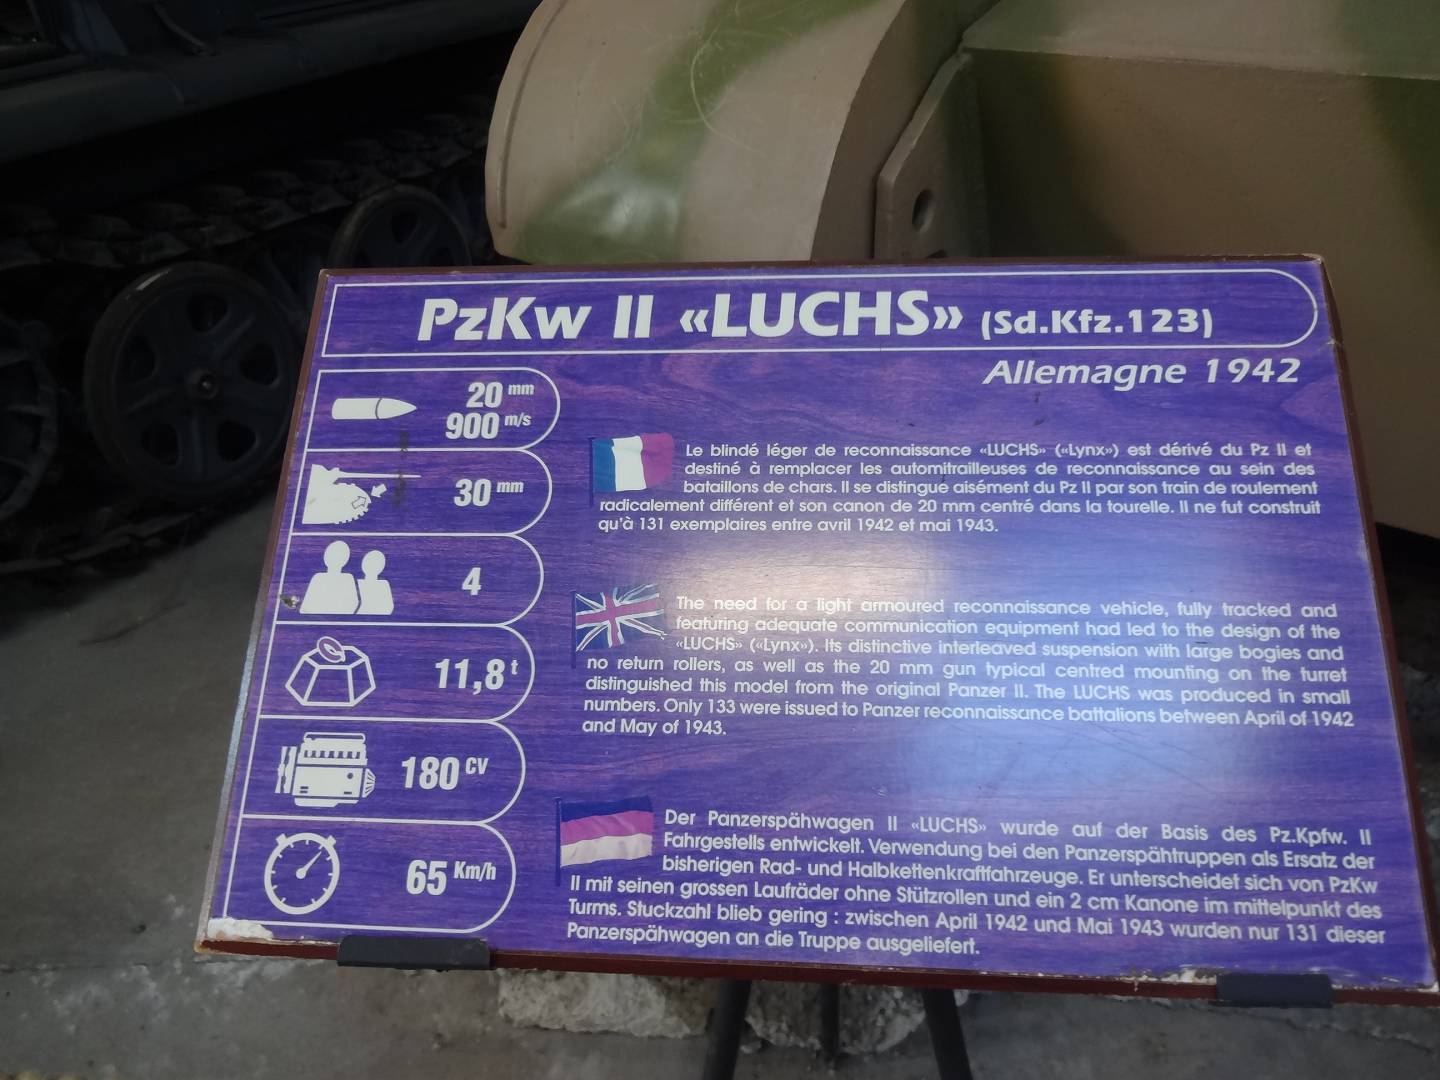 PzKw II «LUCHS» (Sd.Kfz.123)
Allemagne 1942
20 mm
900 m/s
30 mm
4
11,8 t
180 CV
65 Km/h
Le blindé léger de reconnaissance «LUCHS» («Lynx») est dérivé du Pz II et
destiné à remplacer les automitrailleuses de reconnaissance au sein des
bataillons de chars. Il se distingue aisément du Pz II par son train de roulement
radicalement différent et son canon de 20 mm centré dans la tourelle. Il ne fut construit
qu'à 131 exemplaires entre avril 1942 et mai 1943.
The need for a light armoured reconnaissance vehicle, fully tracked and
featuring adequate communication equipment had led to the design of the
«LUCHS» («Lynx»). Its distinctive interleaved suspension with large bogies and
no return rollers, as well as the 20 mm gun typical centred mounting on the turret
distinguished this model from the original Panzer II. The LUCHS was produced in small
numbers. Only 133 were issued to Panzer reconnaissance battalions between April of 1942
and May of 1943.
Der Panzerspähwagen II «LUCHS» wurde auf der Basis des Pz.Kpfw. II
Fahrgestells entwickelt. Verwendung bei den Panzerspähtruppen als Ersatz der
bisherigen Rad- und Halbkettenkraftfahrzeuge. Er unterscheidet sich von PzKw
II mit seinen grossen Laufräder ohne Stützrollen und ein 2 cm Kanone im mittelpunkt des
Turms. Stuckzahl blieb gering : zwischen April 1942 und Mai 1943 wurden nur 131 dieser
Panzerspähwagen an die Truppe ausgeliefert.